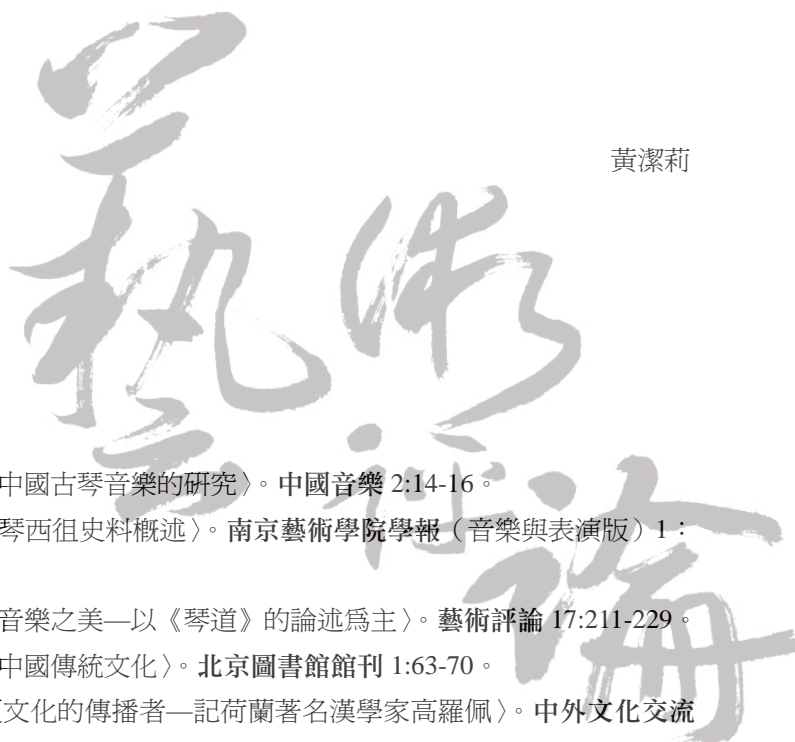 黃潔莉
藝術評論
中國古琴音樂的研究〉。中國音樂 2:14-16。
琴西徂史料概述〉。南京藝術學院學報（音樂與表演版）1：
音樂之美—以《琴道》的論述爲主〉。藝術評論 17:211-229。
中國傳統文化〉。北京圖書館館刊 1:63-70。
文化的傳播者—記荷蘭著名漢學家高羅佩〉。中外文化交流